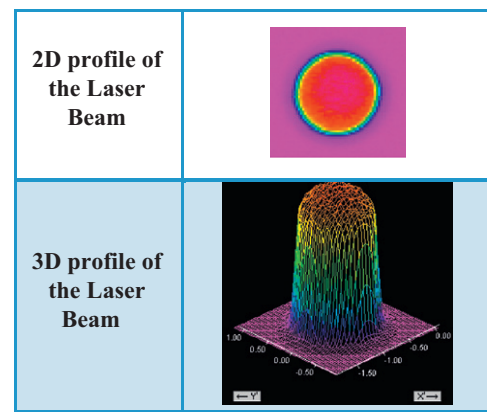 2D profile of
the Laser
Beam
3D profile of
the Laser
Beam
1.00
0.50
0.00
-0.50
-1.50
-1.00
-0.50
0.00
←Y
X→